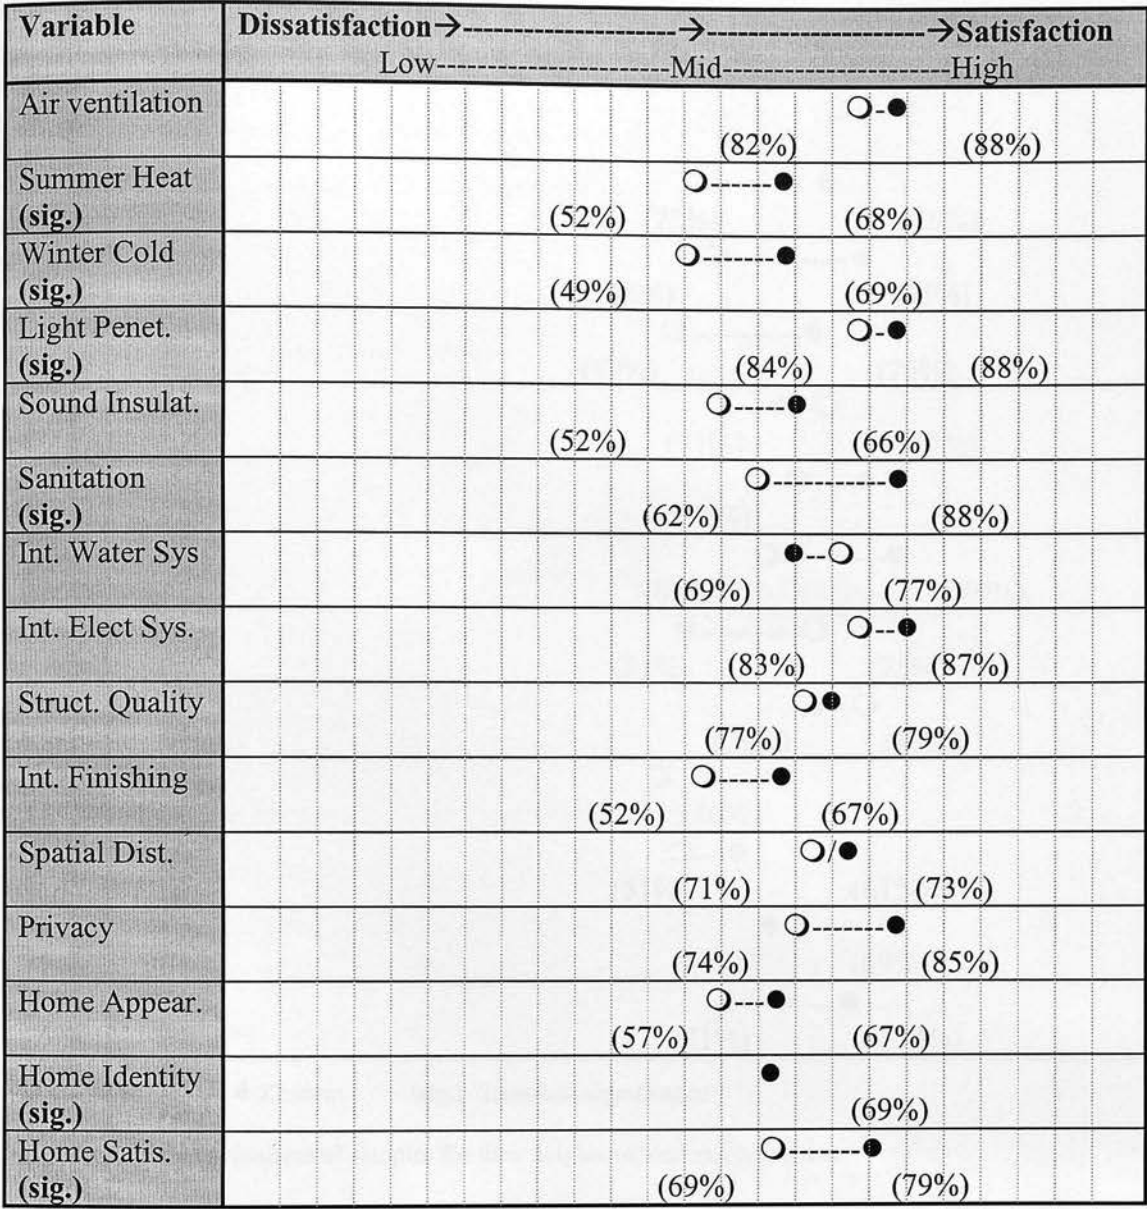 Variable Dissatisfaction→--------------------→--------------------→Satisfaction
Low--------------------Mid--------------------High
Air ventilation
(82%) (88%)
Summer Heat
(sig.) (52%) (68%)
Winter Cold
(sig.) (49%) (69%)
Light Penet.
(sig.) (84%) (88%)
Sound Insulat.
(52%) (66%)
Sanitation
(sig.) (62%) (88%)
Int. Water Sys
(69%) (77%)
Int. Elect Sys.
(83%) (87%)
Struct. Quality
(77%) (79%)
Int. Finishing
(52%) (67%)
Spatial Dist. /
(71%) (73%)
Privacy
(74%) (85%)
Home Appear.
(57%) (67%)
Home Identity
(sig.) (69%)
Home Satis.
(sig.) (69%) (79%)